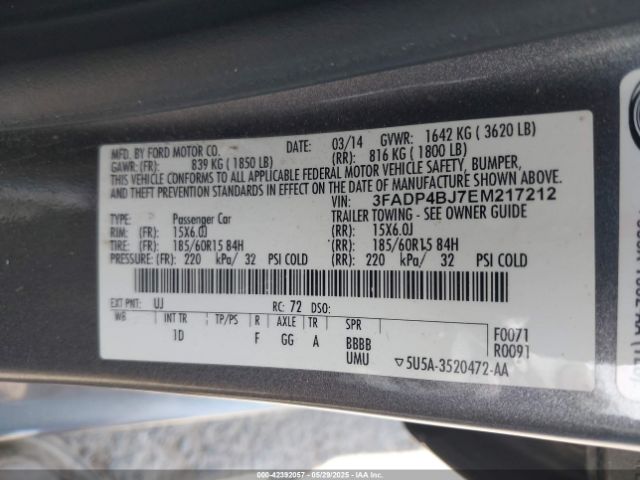 MFD. BY FORD MOTOR CO. DATE: 03/14 GVWR: 1642 KG ( 3620 LB)
GAWR: (FR): 839 KG ( 1850 LB) (RR): 816 KG ( 1800 LB)
THIS VEHICLE CONFORMS TO ALL APPLICABLE FEDERAL MOTOR VEHICLE SAFETY, BUMPER,
AND THEFT PREVENTION STANDARDS IN EFFECT ON THE DATE OF MANUFACTURE SHOWN ABOVE.
VIN: 3FADP4BJ7EM217212
TYPE: Passenger Car TRAILER TOWING - SEE OWNER GUIDE
RIM: (FR): 15X6.0J (RR): 15X6.0J
TIRE: (FR): 185/60R15 84H (RR): 185/60R15 84H
PRESSURE: (FR): 220 kPa/ 32 PSI COLD (RR): 220 kPa/ 32 PSI COLD
EXT PNT: UJ RC: 72 DSO:
WB INT TR TP/PS R AXLE TR SPR F0071
1D F GG A BBBB R0091
UMU ▽5U5A-3520472-AA
00-42392057 - 05/29/2025 - COPART